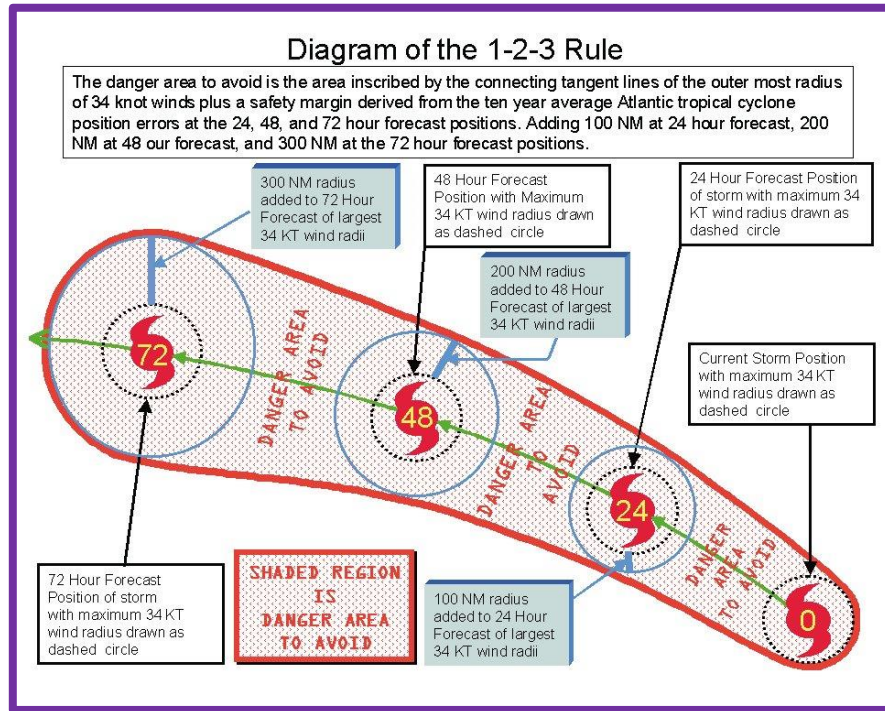 Diagram of the 1-2-3 Rule
The danger area to avoid is the area inscribed by the connecting tangent lines of the outer most radius
of 34 knot winds plus a safety margin derived from the ten year average Atlantic tropical cyclone
position errors at the 24, 48, and 72 hour forecast positions. Adding 100 NM at 24 hour forecast, 200
NM at 48 our forecast, and 300 NM at the 72 hour forecast positions.
300 NM radius
added to 72 Hour
Forecast of largest
34 KT wind radii
48 Hour Forecast
Position with Maximum
34 KT wind radius drawn
as dashed circle
24 Hour Forecast Position
of storm with maximum 34
KT wind radius drawn as
dashed circle
200 NM radius
added to 48 Hour
Forecast of largest
34 KT wind radii
Current Storm Position
with maximum 34 KT
wind radius drawn as
dashed circle
72
DANGER AREA
TO AVOID
48
DANGER AREA
TO
AVOID
24
DANGER
AREA
TO AVOID
0
72 Hour Forecast
Position of storm
with maximum 34 KT
wind radius drawn as
dashed circle
SHADED REGION
IS
DANGER AREA
TO AVOID
100 NM radius
added to 24 Hour
Forecast of largest
34 KT wind radii